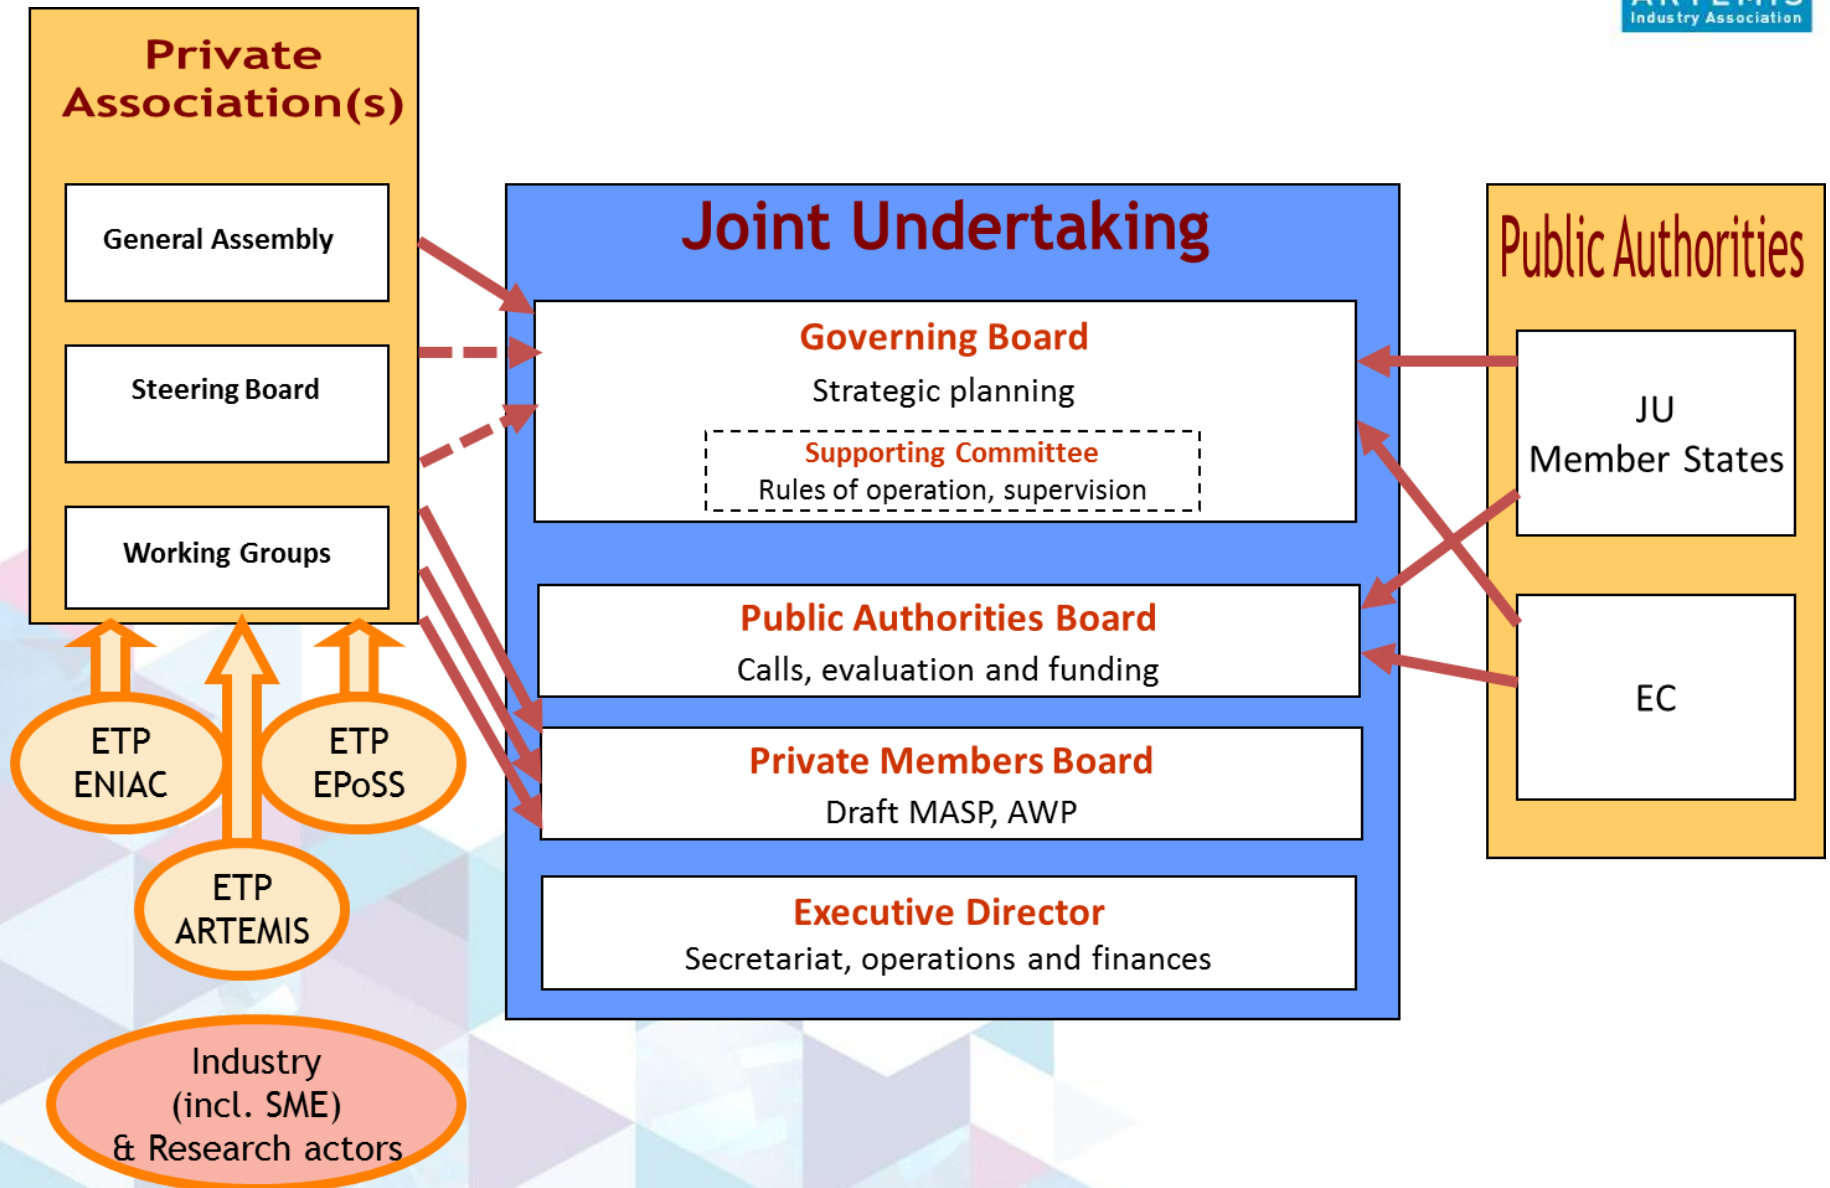 ARTEMIS
Industry Association
Private
Association(s)
General Assembly
Steering Board
Working Groups
ETP
ENIAC
ETP
EPoSS
ETP
ARTEMIS
Industry
(incl. SME)
& Research actors
Joint Undertaking
Governing Board
Strategic planning
Supporting Committee
Rules of operation, supervision
Public Authorities Board
Calls, evaluation and funding
Private Members Board
Draft MASP, AWP
Executive Director
Secretariat, operations and finances
Public Authorities
JU
Member States
EC